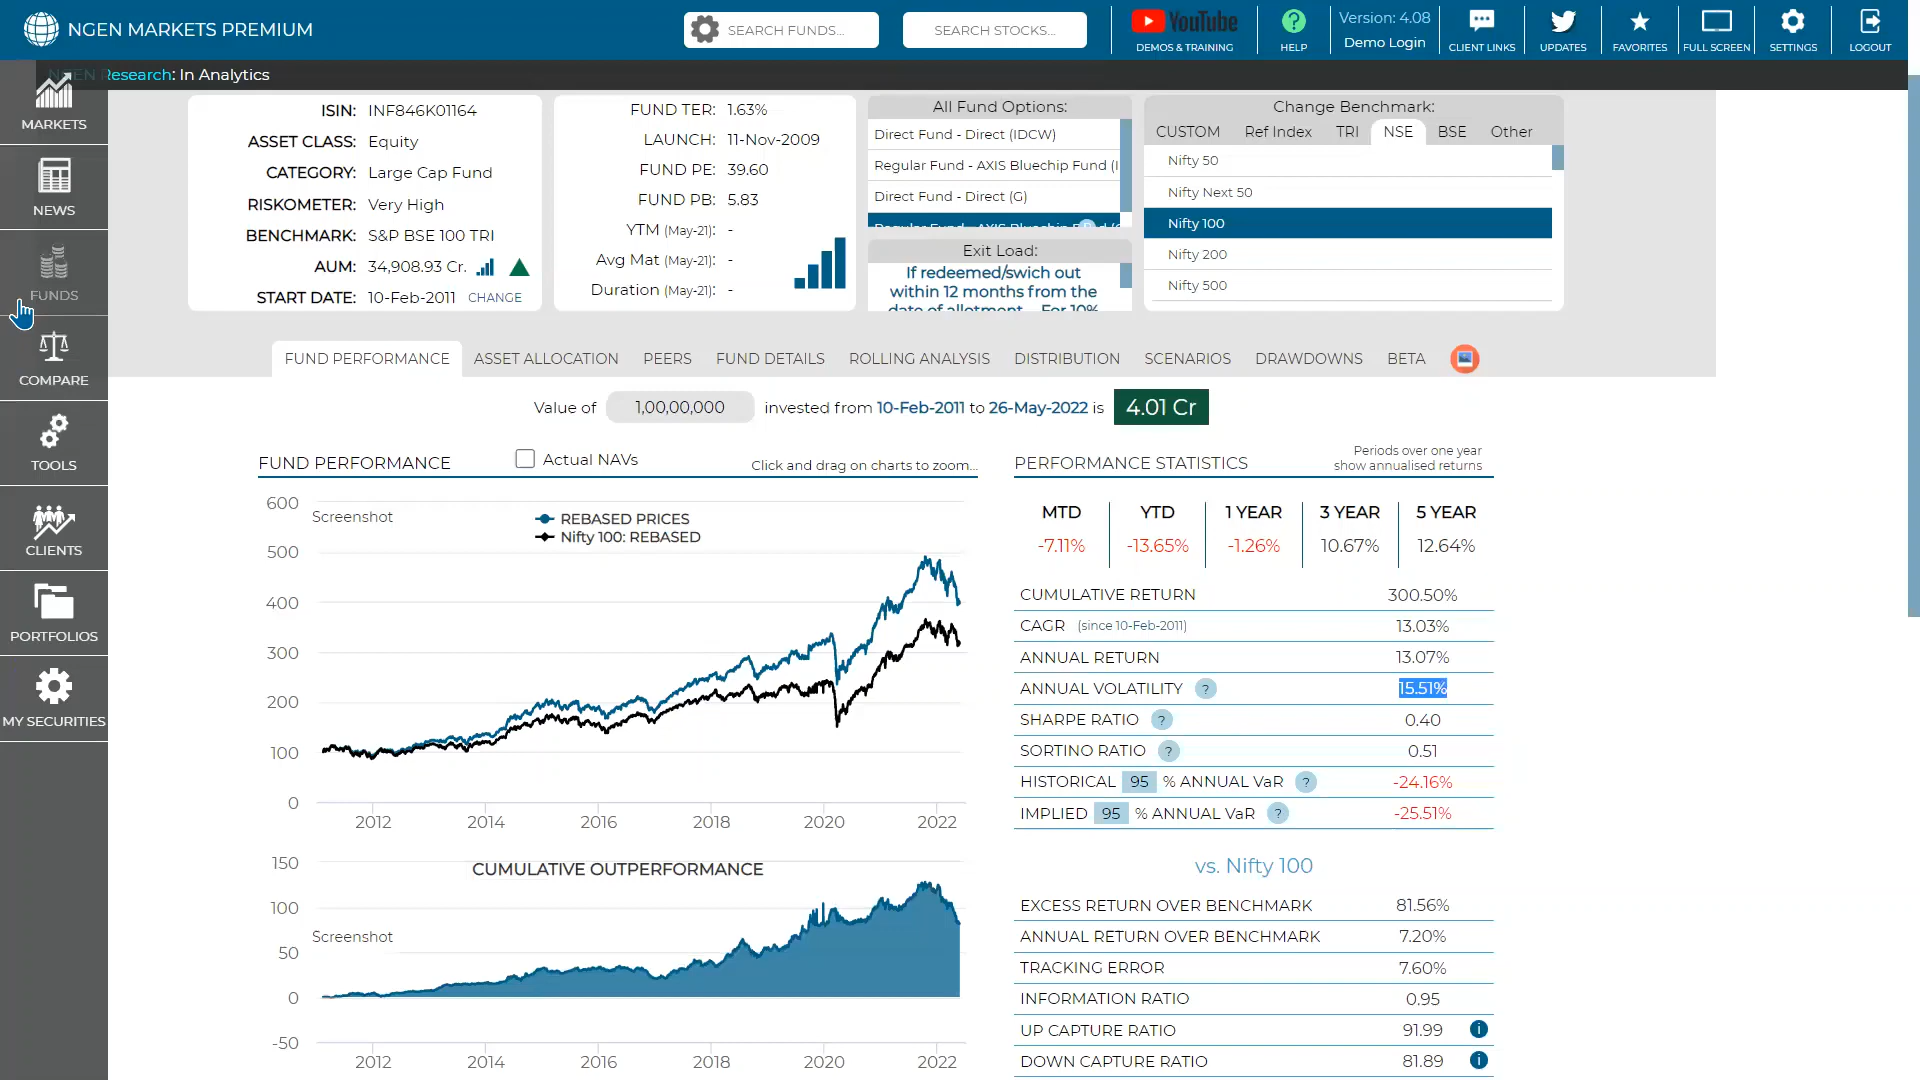 NGEN MARKETS PREMIUM
SEARCH FUNDS...
SEARCH STOCKS...
YouTube
DEMOS & TRAINING
HELP
Version: 4.08
Demo Login
CLIENT LINKS
UPDATES
FAVORITES
FULL SCREEN
SETTINGS
LOGOUT
NGEN Research: In Analytics
MARKETS
NEWS
FUNDS
COMPARE
TOOLS
CLIENTS
PORTFOLIOS
MY SECURITIES
ISIN: INF846K01164
ASSET CLASS: Equity
CATEGORY: Large Cap Fund
RISKOMETER: Very High
BENCHMARK: S&P BSE 100 TRI
AUM: 34,908.93 Cr.
START DATE: 10-Feb-2011 CHANGE
FUND TER: 1.63%
LAUNCH: 11-Nov-2009
FUND PE: 39.60
FUND PB: 5.83
YTM (May-21): -
Avg Mat (May-21): -
Duration (May-21): -
All Fund Options:
Direct Fund - Direct (IDCW)
Regular Fund - AXIS Bluechip Fund (I
Direct Fund - Direct (G)
Regular Fund - AXIS Bluechip
Exit Load:
If redeemed/swich out
within 12 months from the
date of allotment - For 10%
Change Benchmark:
CUSTOM Ref Index TRI NSE BSE Other
Nifty 50
Nifty Next 50
Nifty 100
Nifty 200
Nifty 500
FUND PERFORMANCE ASSET ALLOCATION PEERS FUND DETAILS ROLLING ANALYSIS DISTRIBUTION SCENARIOS DRAWDOWNS BETA
Value of 1,00,00,000 invested from 10-Feb-2011 to 26-May-2022 is 4.01 Cr
FUND PERFORMANCE
Actual NAVs
Click and drag on charts to zoom...
Screenshot
REBASED PRICES
Nifty 100: REBASED
600
500
400
300
200
100
0
2012 2014 2016 2018 2020 2022
CUMULATIVE OUTPERFORMANCE
Screenshot
150
100
50
0
-50
2012 2014 2016 2018 2020 2022
PERFORMANCE STATISTICS
Periods over one year
show annualised returns
MTD YTD 1 YEAR 3 YEAR 5 YEAR
-7.11% -13.65% -1.26% 10.67% 12.64%
CUMULATIVE RETURN 300.50%
CAGR (since 10-Feb-2011) 13.03%
ANNUAL RETURN 13.07%
ANNUAL VOLATILITY ? 15.51%
SHARPE RATIO ? 0.40
SORTINO RATIO ? 0.51
HISTORICAL 95 % ANNUAL VaR ? -24.16%
IMPLIED 95 % ANNUAL VaR ? -25.51%
vs. Nifty 100
EXCESS RETURN OVER BENCHMARK 81.56%
ANNUAL RETURN OVER BENCHMARK 7.20%
TRACKING ERROR 7.60%
INFORMATION RATIO 0.95
UP CAPTURE RATIO 91.99 i
DOWN CAPTURE RATIO 81.89 i